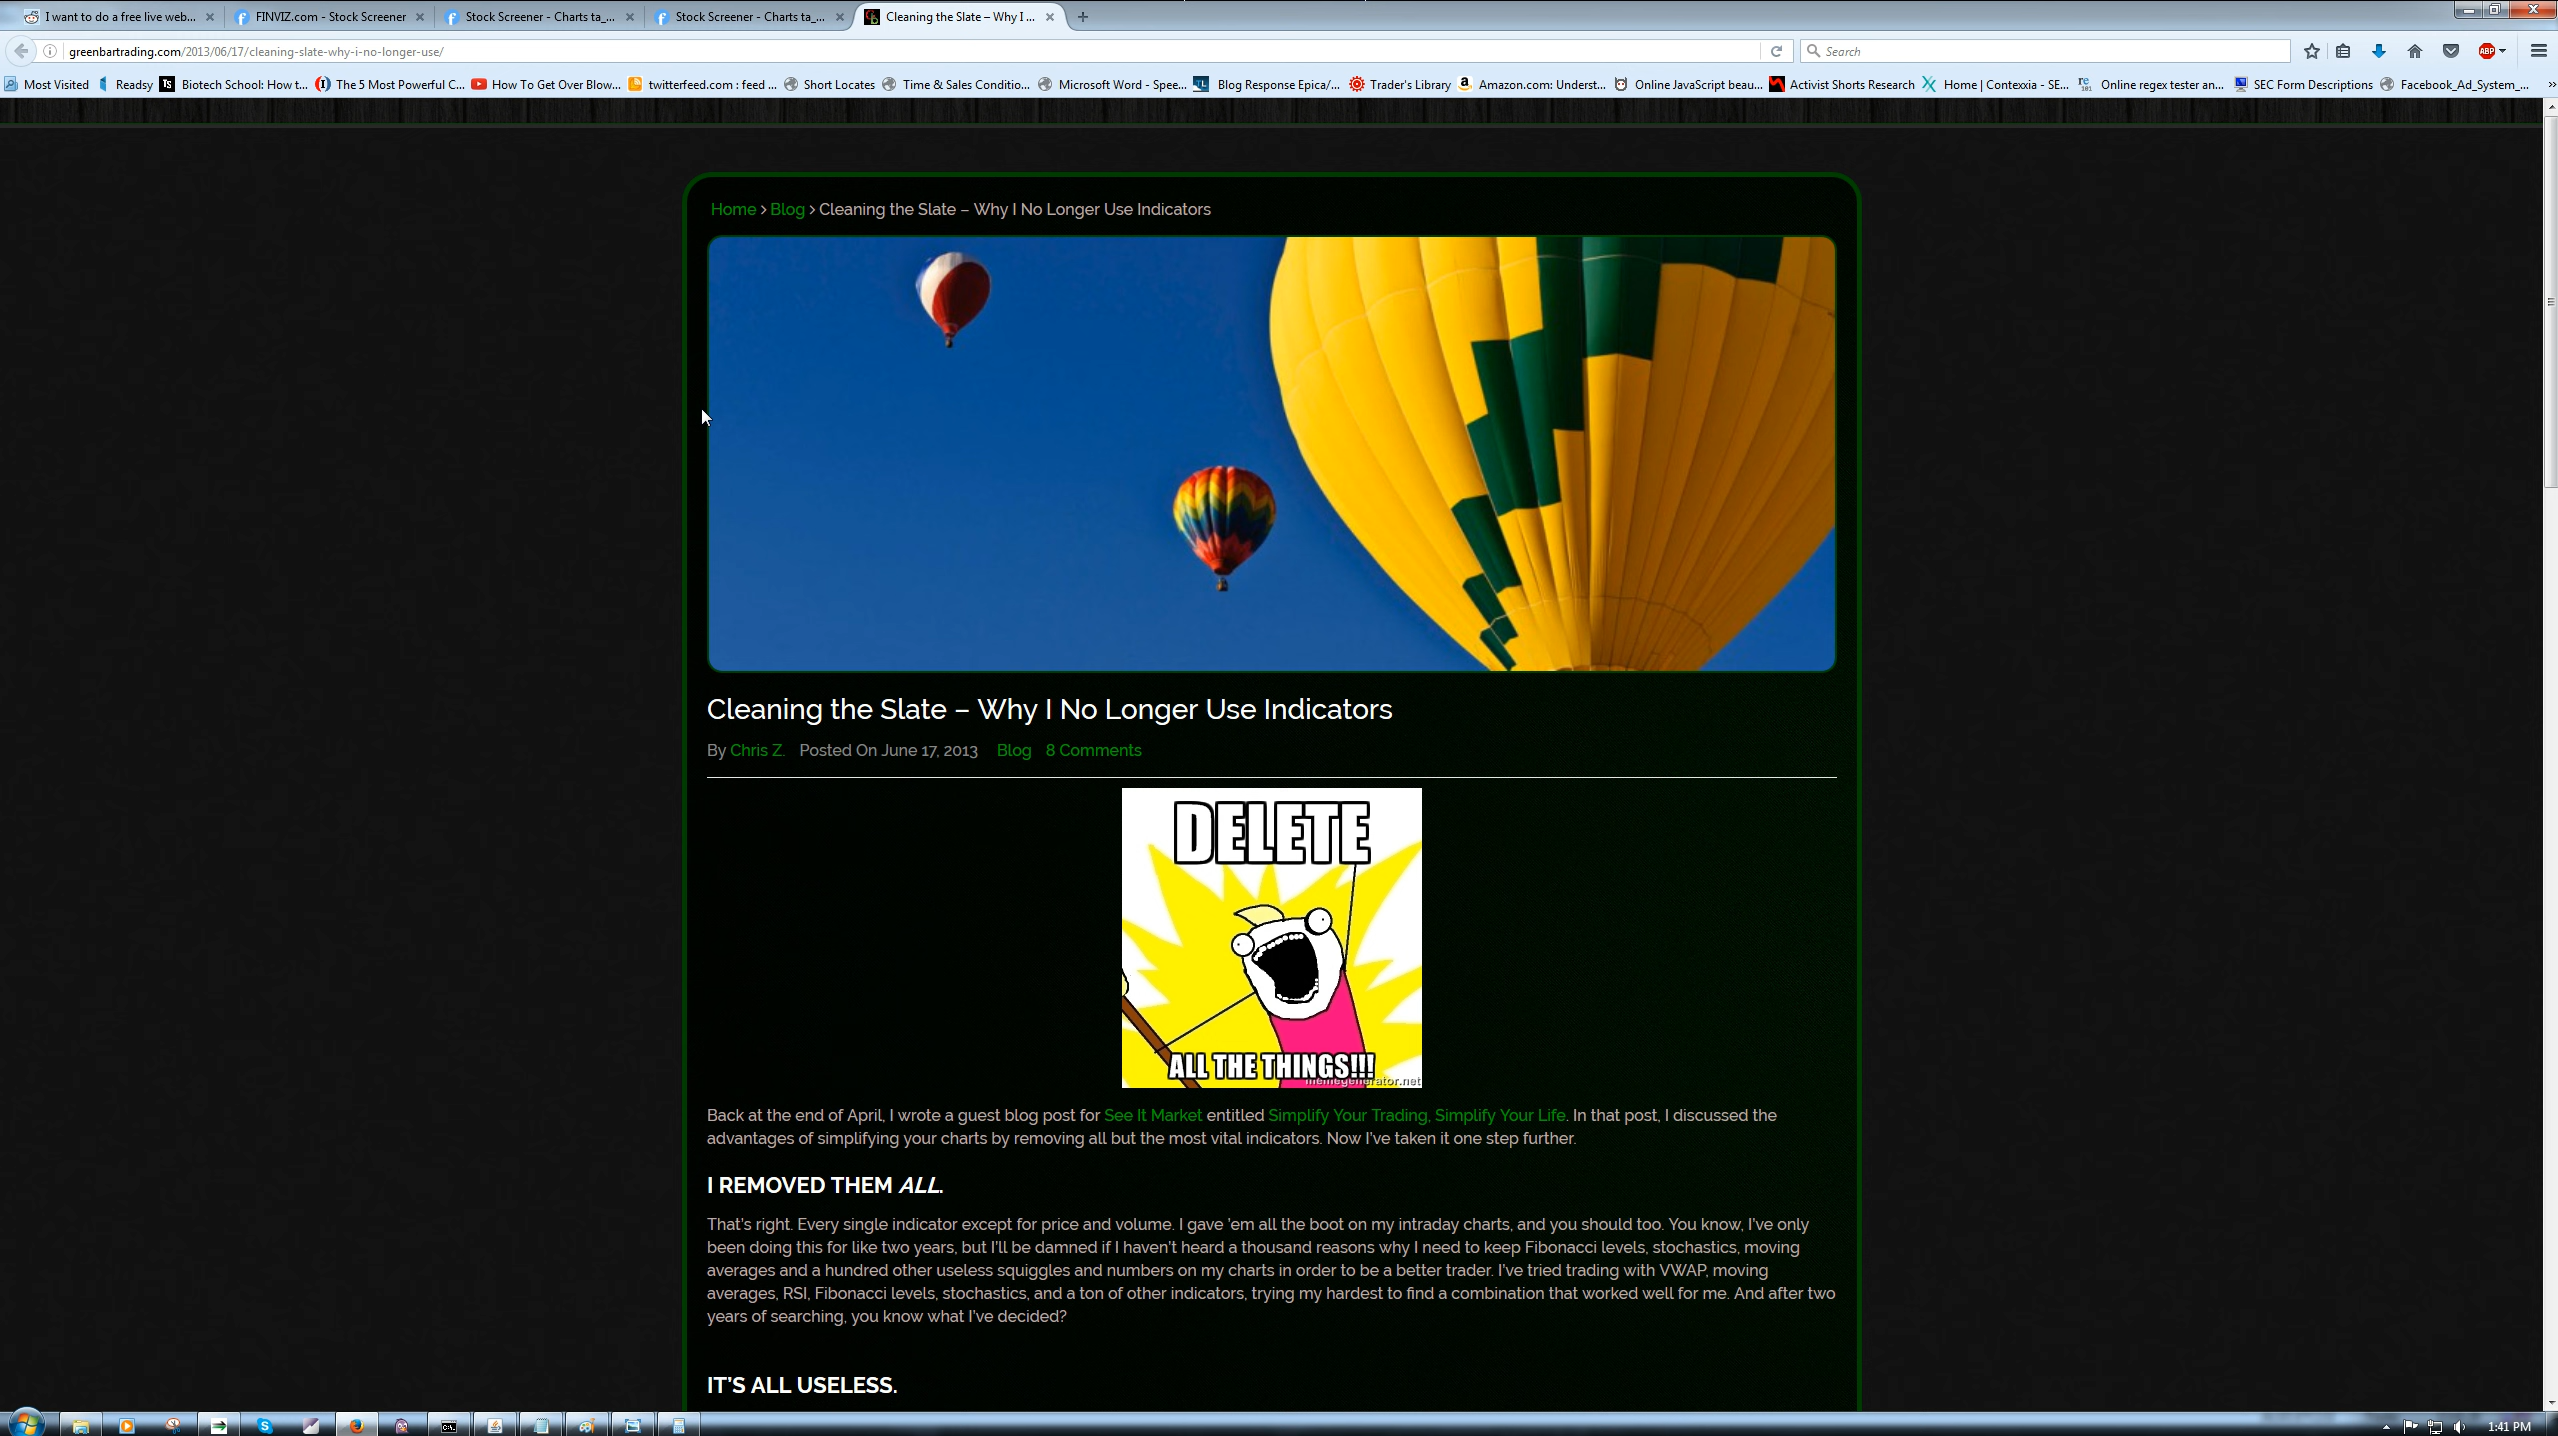 I want to do a free live web...
FINVIZ.com - Stock Screener
Stock Screener - Charts ta_...
Stock Screener - Charts ta_...
Cleaning the Slate – Why I ...
greenbartrading.com/2013/06/17/cleaning-slate-why-i-no-longer-use/
Search
ABP
Most Visited
Readsy
Biotech School: How t...
The 5 Most Powerful C...
How To Get Over Blow...
twitterfeed.com : feed ...
Short Locates
Time & Sales Conditio...
Microsoft Word - Spee...
Blog Response Epica/...
Trader's Library
Amazon.com: Underst...
Online JavaScript beau...
Activist Shorts Research
Home | Contexxia - SE...
Online regex tester an...
SEC Form Descriptions
Facebook_Ad_System_...
Home > Blog > Cleaning the Slate – Why I No Longer Use Indicators
Cleaning the Slate – Why I No Longer Use Indicators
By Chris Z. Posted On June 17, 2013 Blog 8 Comments
DELETE
ALL THE THINGS!!!
memegenerator.net
Back at the end of April, I wrote a guest blog post for See It Market entitled Simplify Your Trading, Simplify Your Life. In that post, I discussed the
advantages of simplifying your charts by removing all but the most vital indicators. Now I've taken it one step further.
I REMOVED THEM ALL.
That's right. Every single indicator except for price and volume. I gave 'em all the boot on my intraday charts, and you should too. You know, I've only
been doing this for like two years, but I'll be damned if I haven't heard a thousand reasons why I need to keep Fibonacci levels, stochastics, moving
averages and a hundred other useless squiggles and numbers on my charts in order to be a better trader. I've tried trading with VWAP, moving
averages, RSI, Fibonacci levels, stochastics, and a ton of other indicators, trying my hardest to find a combination that worked well for me. And after two
years of searching, you know what I've decided?
IT'S ALL USELESS.
1:41 PM